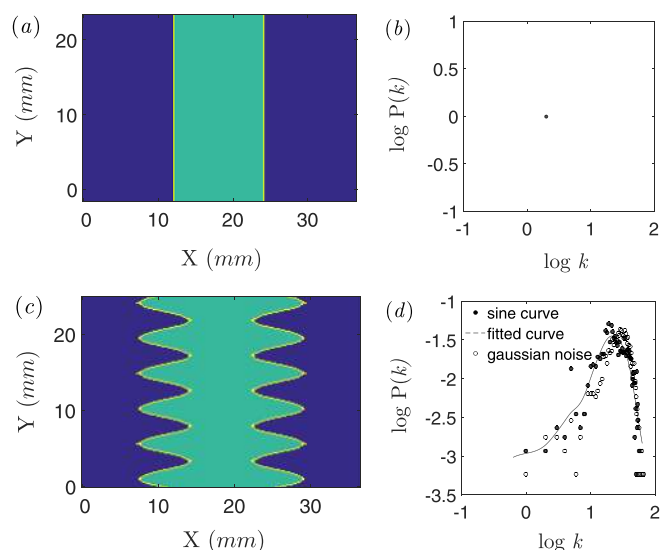 (a)
20
10
0
Y (mm)
0
10
20
30
X (mm)
(b)
1
0.5
0
-0.5
-1
log P(k)
-1
0
1
2
log k
(c)
20
15
10
5
0
Y (mm)
0
10
20
30
X (mm)
(d)
-1
-1.5
-2
-2.5
-3
-3.5
log P(k)
sine curve
fitted curve
gaussian noise
-1
0
1
2
log k